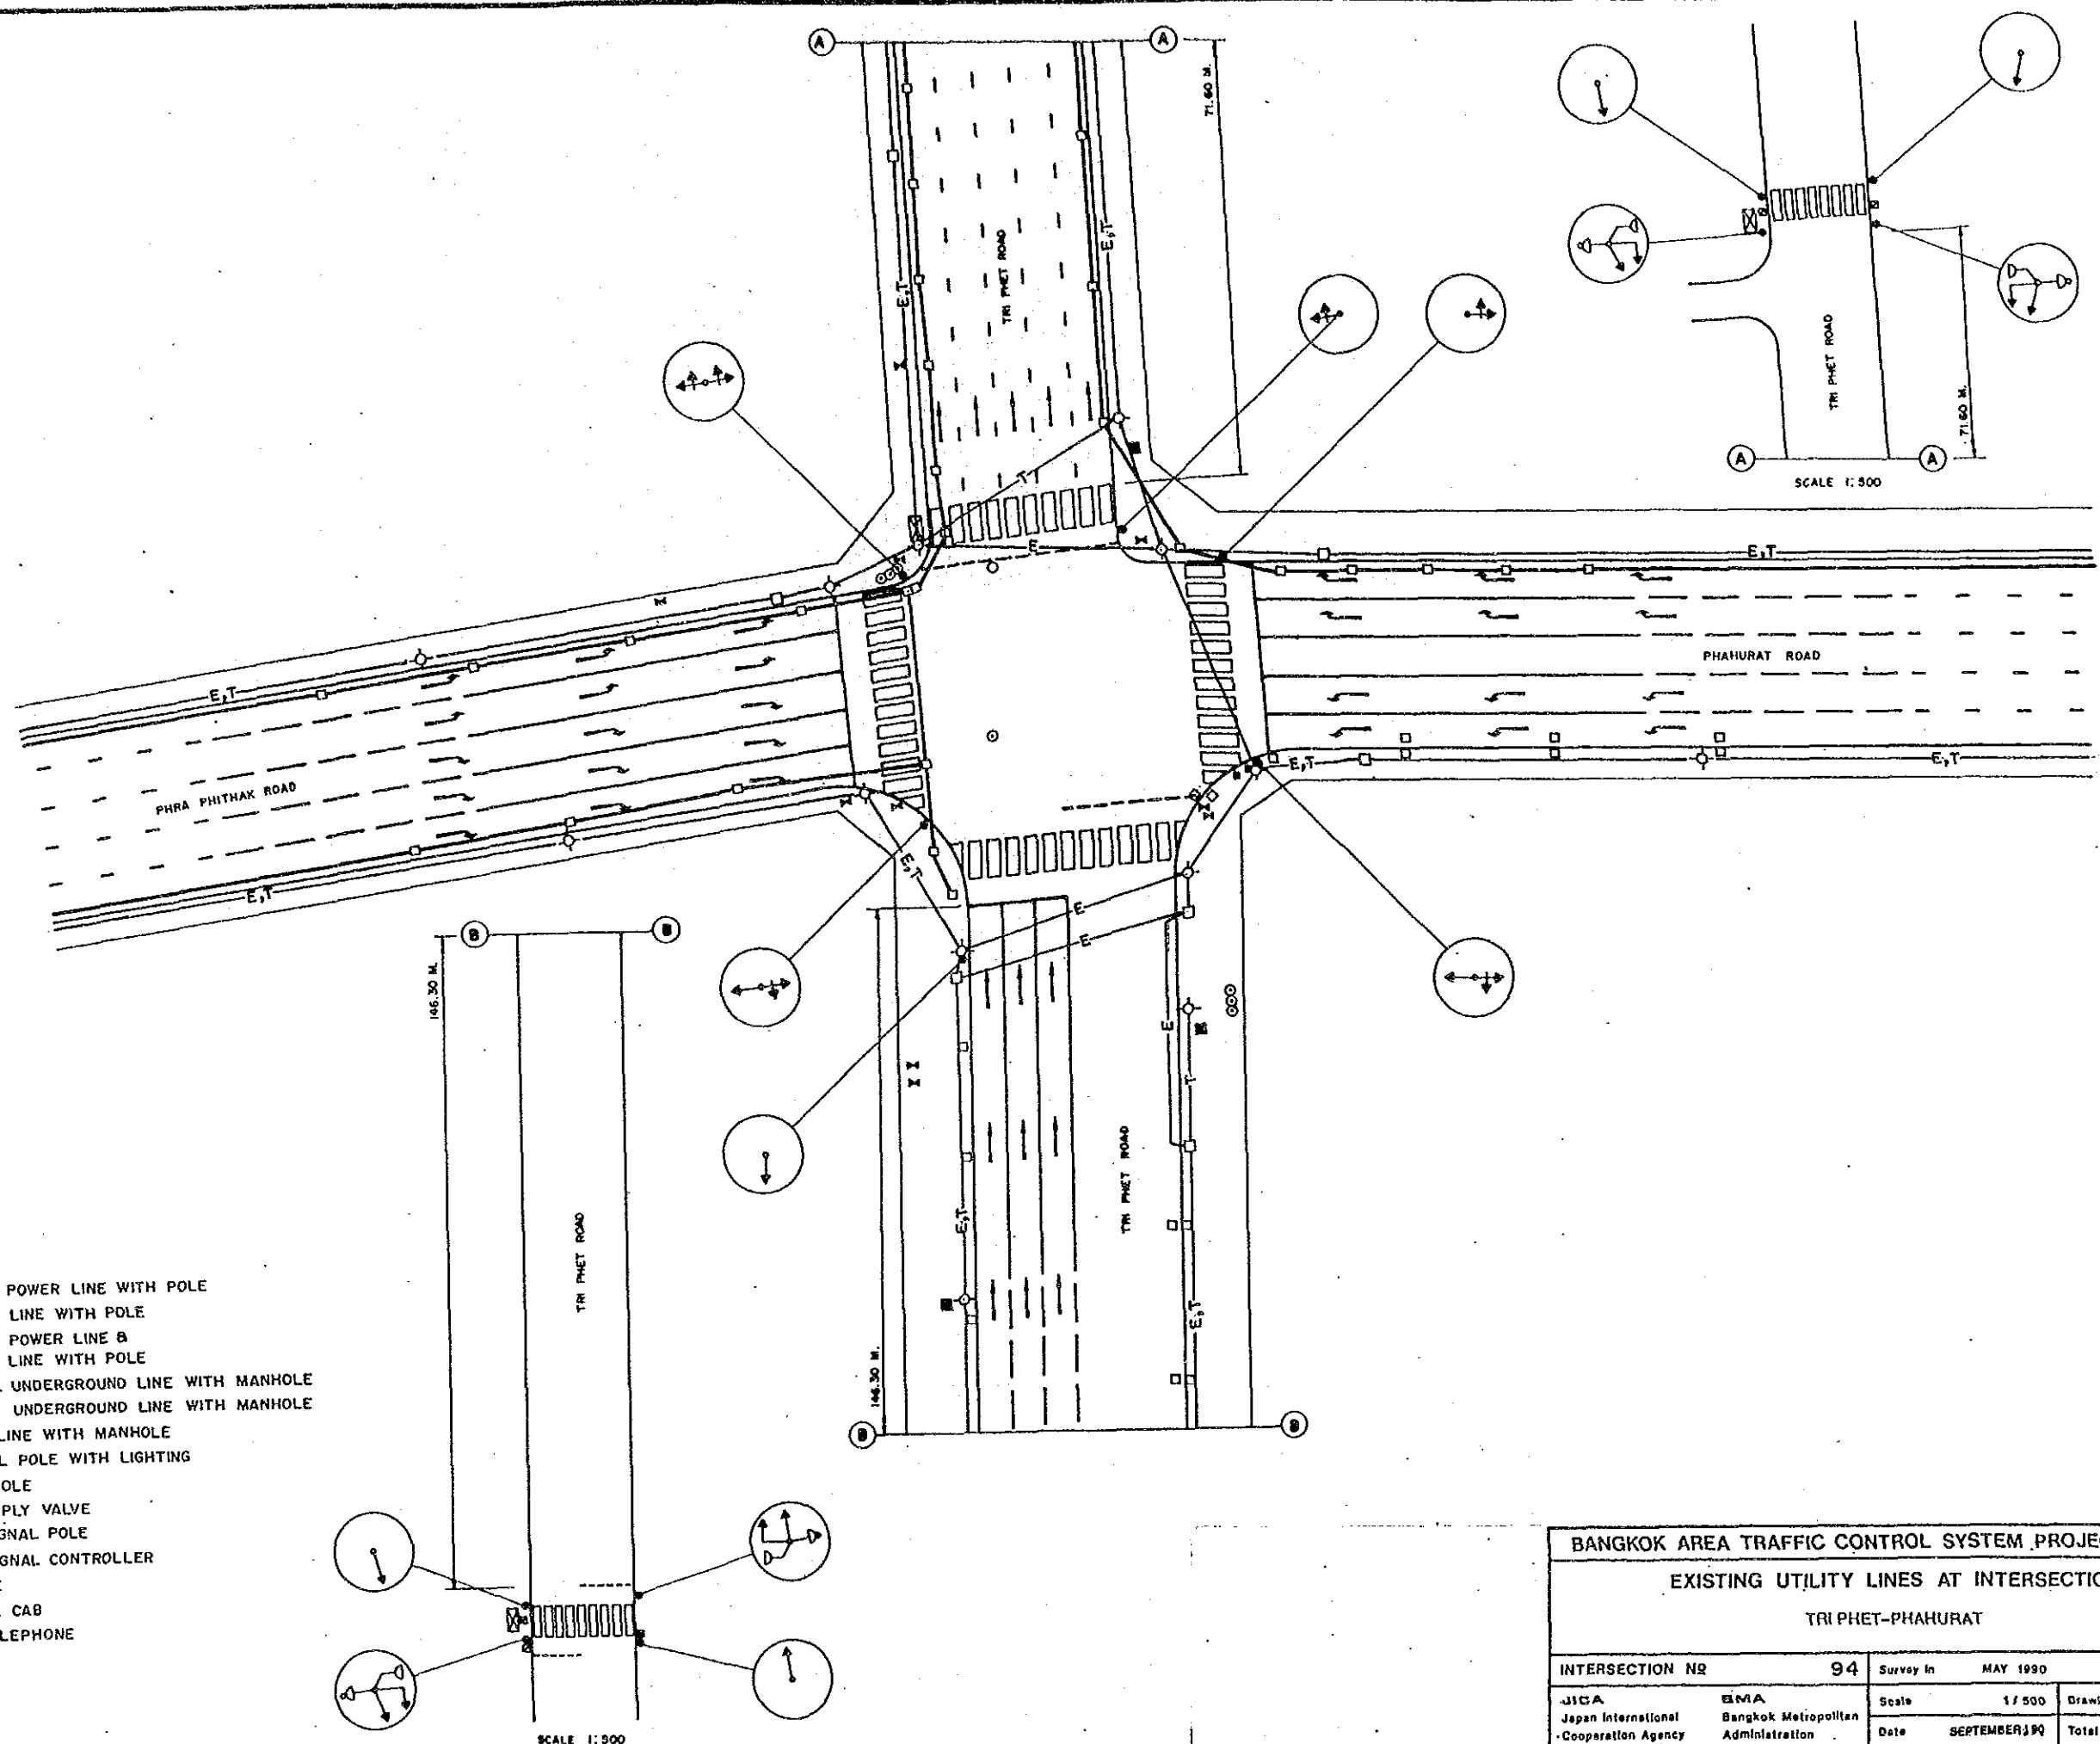 A
A
71.60 M.
E,T
TRI PHET ROAD
E,T
TRI PHET ROAD
71.60 M.
A
A
SCALE 1:500
T
E
E,T
PHAHURAT ROAD
E,T
E,T
E,T
PHRA PHITHAK ROAD
E,T
E,T
E
E
B
B
146.30 M.
TRI PHET ROAD
E
T
TRI PHET ROAD
E,T
E,T
146.30 M.
B
B
SCALE 1:500
POWER LINE WITH POLE
LINE WITH POLE
POWER LINE &
LINE WITH POLE
UNDERGROUND LINE WITH MANHOLE
UNDERGROUND LINE WITH MANHOLE
LINE WITH MANHOLE
L POLE WITH LIGHTING
OLE
PLY VALVE
GNAL POLE
GNAL CONTROLLER
CAB
LEPHONE
BANGKOK AREA TRAFFIC CONTROL SYSTEM PROJE
EXISTING UTILITY LINES AT INTERSECTIO
TRI PHET-PHAHURAT
INTERSECTION NO 94 Survey In MAY 1990
JICA BMA Scale 1/500 Draw
Japan International Bangkok Metropolitan
Cooperation Agency Administration Date SEPTEMBER,90 Total